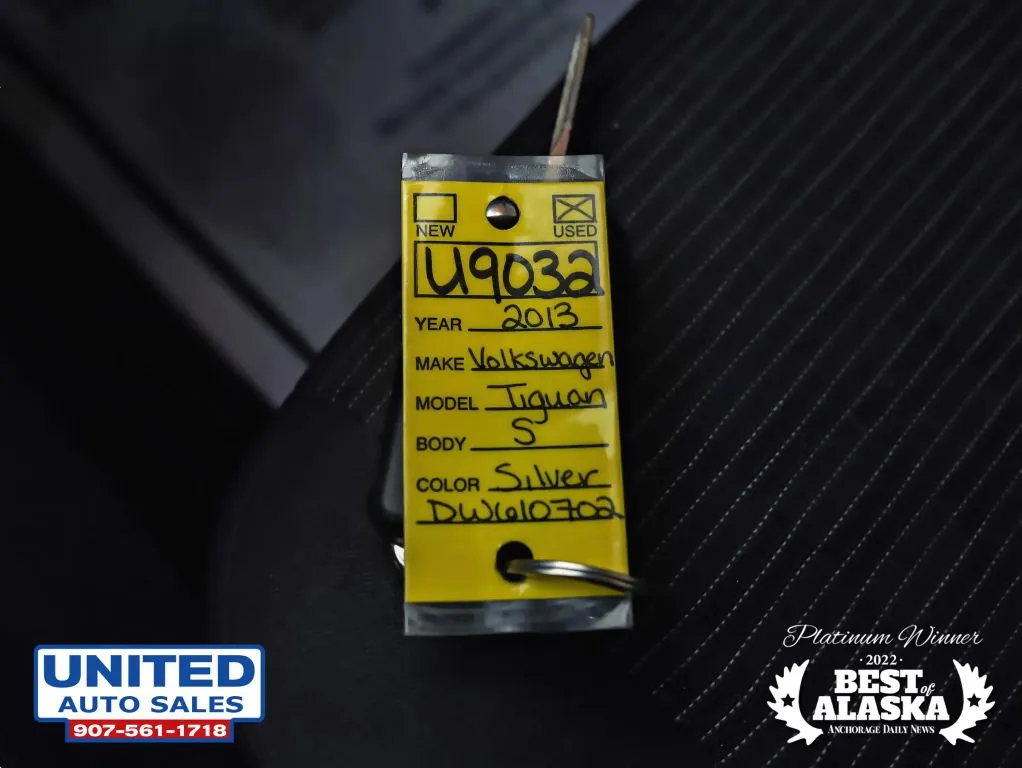 NEW USED
U9032
YEAR 2013
MAKE Volkswagen
MODEL Tiguan
BODY S
COLOR Silver
DW610702
UNITED
AUTO SALES
907-561-1718
Platinum Winner
·2022·
BEST of
ALASKA
ANCHORAGE DAILY NEWS